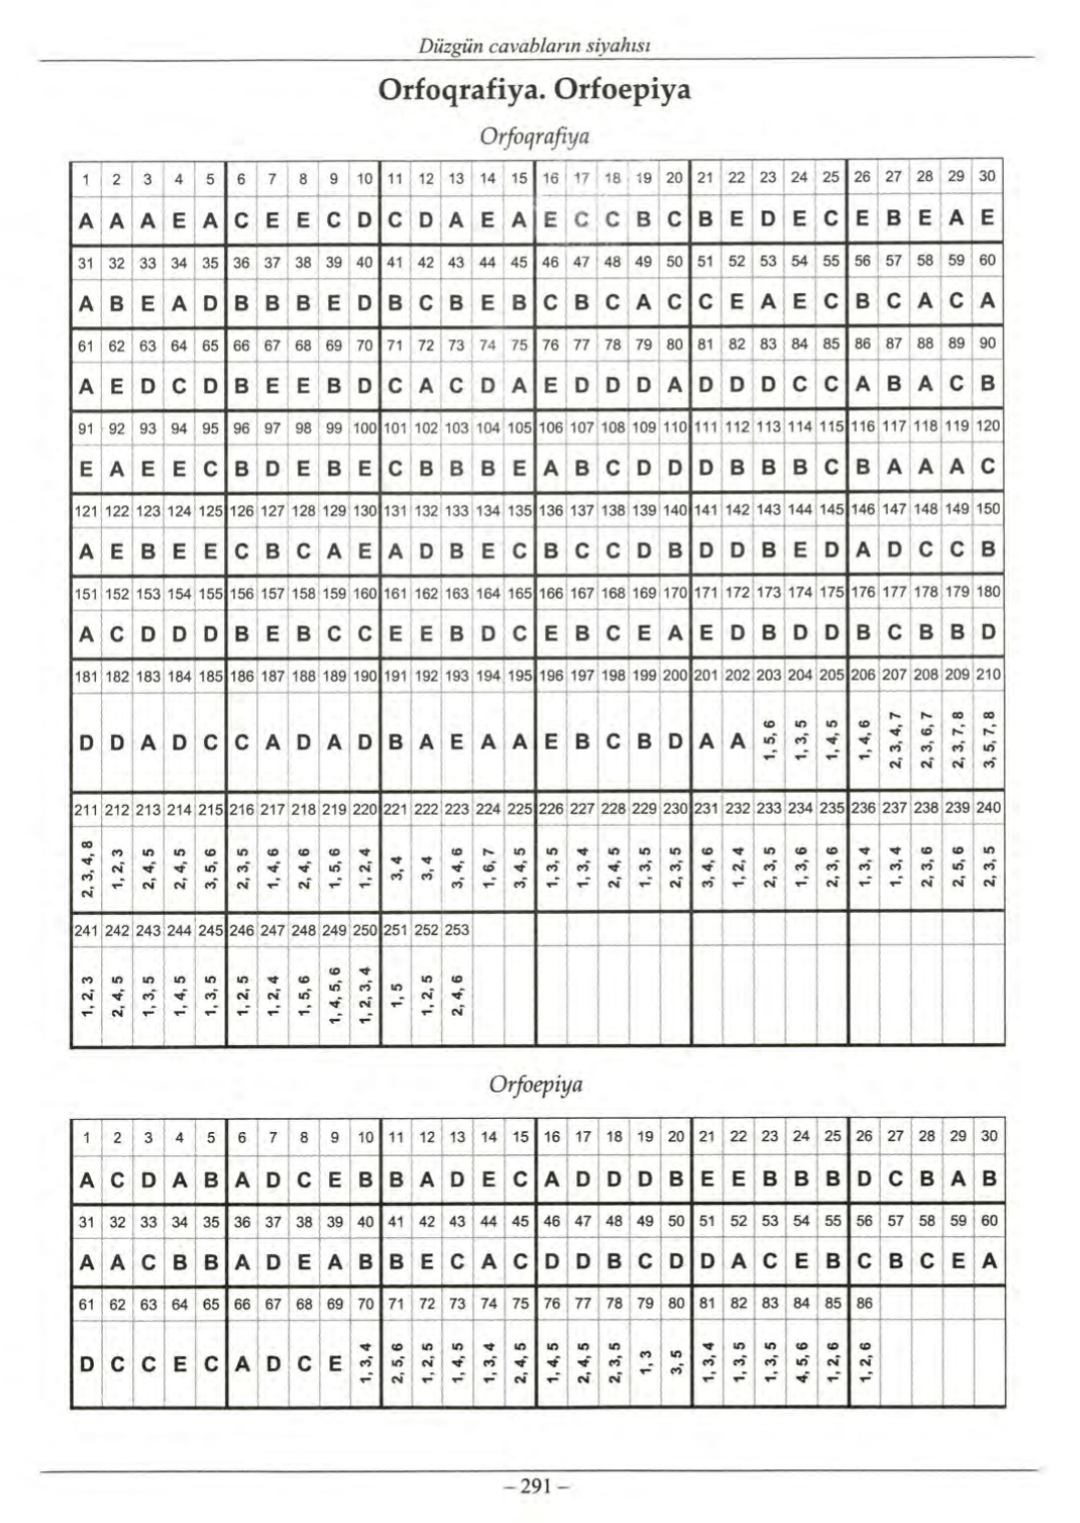 Düzgün cavabların siyahısı
Orfoqrafiya. Orfoepiya
Orfoqrafiya
1 2 3 4 5 6 7 8 9 10 11 12 13 14 15 16 17 18 19 20 21 22 23 24 25 26 27 28 29 30
A A A E A C E E C D C D A E A E C C B C B E D E C E B E A E
31 32 33 34 35 36 37 38 39 40 41 42 43 44 45 46 47 48 49 50 51 52 53 54 55 56 57 58 59 60
A B E A D B B B E D B C B E B C B C A C C E A E C B C A C A
61 62 63 64 65 66 67 68 69 70 71 72 73 74 75 76 77 78 79 80 81 82 83 84 85 86 87 88 89 90
A E D C D B E E B D C A C D A E D D D A D D D C C A B A C B
91 92 93 94 95 96 97 98 99 100 101 102 103 104 105 106 107 108 109 110 111 112 113 114 115 116 117 118 119 120
E A E E C B D E B E C B B B E A B C D D D B B B C B A A A C
121 122 123 124 125 126 127 128 129 130 131 132 133 134 135 136 137 138 139 140 141 142 143 144 145 146 147 148 149 150
A E B E E C B C A E A D B E C B C C D B D D B E D A D C C B
151 152 153 154 155 156 157 158 159 160 161 162 163 164 165 166 167 168 169 170 171 172 173 174 175 176 177 178 179 180
A C D D D B E B C C E E B D C E B C E A E D B D D B C B B D
181 182 183 184 185 186 187 188 189 190 191 192 193 194 195 196 197 198 199 200 201 202 203 204 205 206 207 208 209 210
D D A D C C A D A D B A E A A E B C B D A A 1, 5, 6 1, 3, 5 1, 4, 5 1, 4, 6 2, 3, 4, 7 2, 3, 6, 7 2, 3, 7, 8 3, 5, 7, 8
211 212 213 214 215 216 217 218 219 220 221 222 223 224 225 226 227 228 229 230 231 232 233 234 235 236 237 238 239 240
2, 3, 4, 8 1, 2, 3 2, 4, 5 2, 4, 5 3, 5, 6 2, 3, 5 1, 4, 6 2, 4, 6 1, 5, 6 1, 2, 4 3, 4 3, 4 3, 4, 6 1, 6, 7 3, 4, 5 1, 3, 5 1, 3, 4 2, 4, 5 1, 3, 5 2, 3, 5 3, 4, 6 1, 2, 4 2, 3, 5 1, 3, 6 2, 3, 6 1, 3, 4 1, 3, 4 2, 3, 6 2, 5, 6 2, 3, 5
241 242 243 244 245 246 247 248 249 250 251 252 253
1, 2, 3 2, 4, 5 1, 3, 5 1, 4, 5 1, 3, 5 1, 2, 5 1, 2, 4 1, 5, 6 1, 4, 5, 6 1, 2, 3, 4 1, 5 1, 2, 5 2, 4, 6
Orfoepiya
1 2 3 4 5 6 7 8 9 10 11 12 13 14 15 16 17 18 19 20 21 22 23 24 25 26 27 28 29 30
A C D A B A D C E B B A D E C A D D D B E E B B B D C B A B
31 32 33 34 35 36 37 38 39 40 41 42 43 44 45 46 47 48 49 50 51 52 53 54 55 56 57 58 59 60
A A C B B A D E A B B E C A C D D B C D D A C E B C B C E A
61 62 63 64 65 66 67 68 69 70 71 72 73 74 75 76 77 78 79 80 81 82 83 84 85 86
D C C E C A D C E 1, 3, 4 2, 5, 6 1, 2, 5 1, 4, 5 1, 3, 4 2, 4, 5 1, 4, 5 2, 4, 5 2, 3, 5 1, 3 3, 5 1, 3, 4 1, 3, 5 1, 3, 5 4, 5, 6 1, 2, 6 1, 2, 6
– 291 –